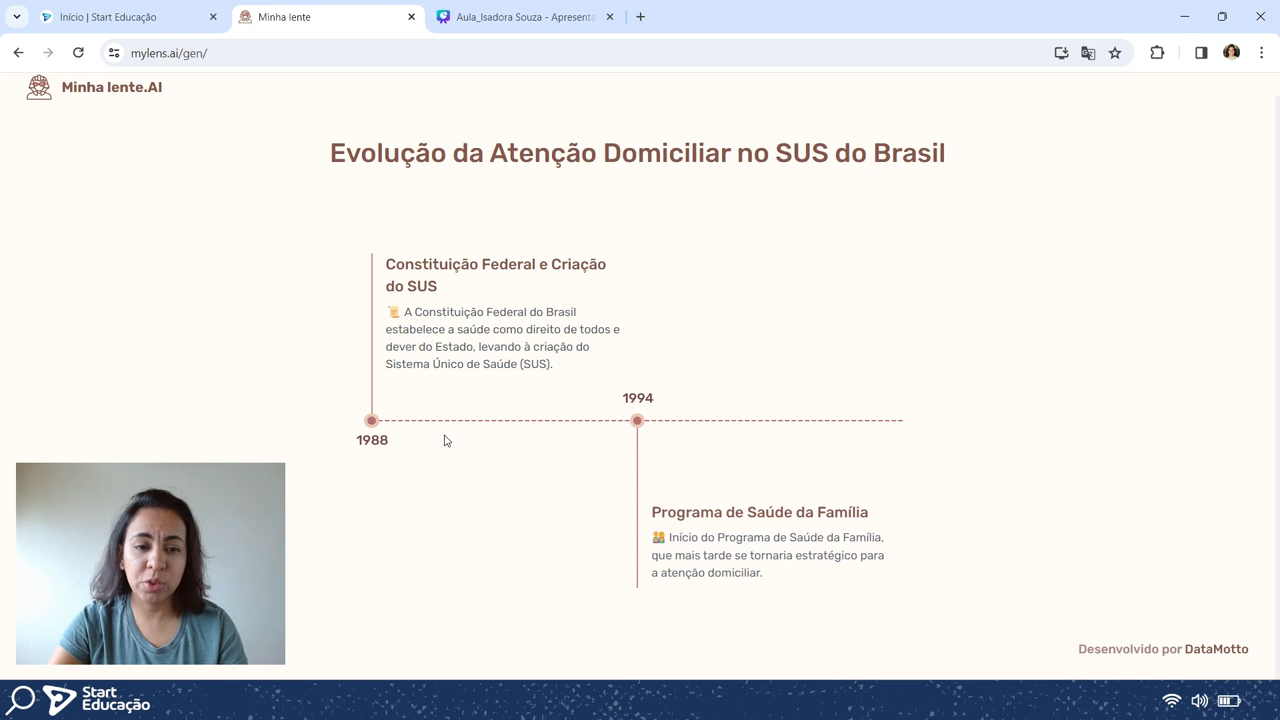 Início | Start Educação
Minha lente
Aula_Isadora Souza - Apresenta
mylens.ai/gen/
Minha lente.AI
Evolução da Atenção Domiciliar no SUS do Brasil
Constituição Federal e Criação
do SUS
📜 A Constituição Federal do Brasil
estabelece a saúde como direito de todos e
dever do Estado, levando à criação do
Sistema Único de Saúde (SUS).
1994
1988
Programa de Saúde da Família
👨‍👩‍👧‍👦 Início do Programa de Saúde da Família,
que mais tarde se tornaria estratégico para
a atenção domiciliar.
Desenvolvido por DataMotto
Start
Educação